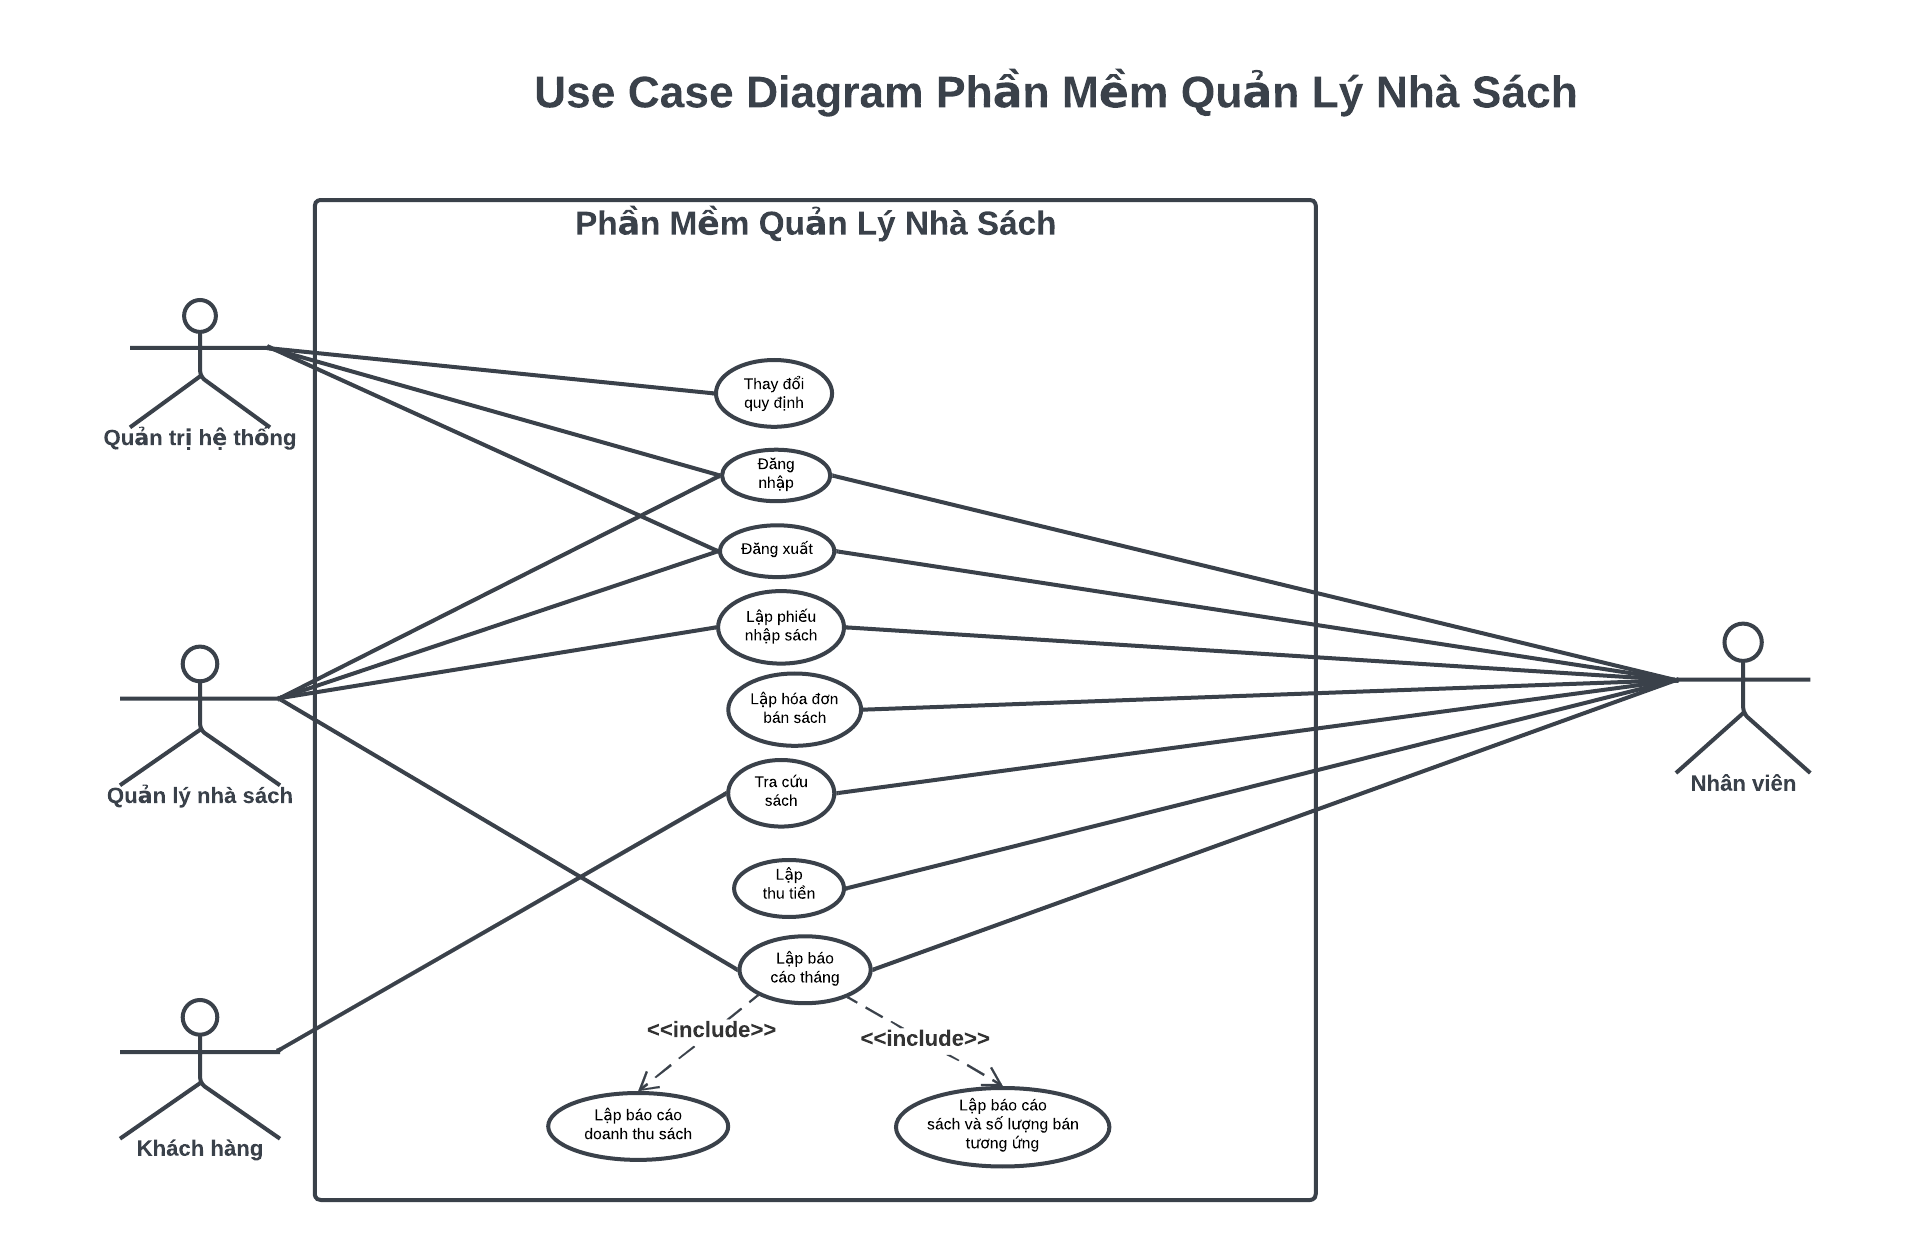 Use Case Diagram Phần Mềm Quản Lý Nhà Sách
Phần Mềm Quản Lý Nhà Sách
Quản trị hệ thống
Thay đổi
quy định
Đăng
nhập
Đăng xuất
Lập phiếu
nhập sách
Quản lý nhà sách
Lập hóa đơn
bán sách
Nhân viên
Tra cứu
sách
Lập
thu tiền
Lập báo
cáo tháng
<<include>>
<<include>>
Khách hàng
Lập báo cáo
doanh thu sách
Lập báo cáo
sách và số lượng bán
tương ứng